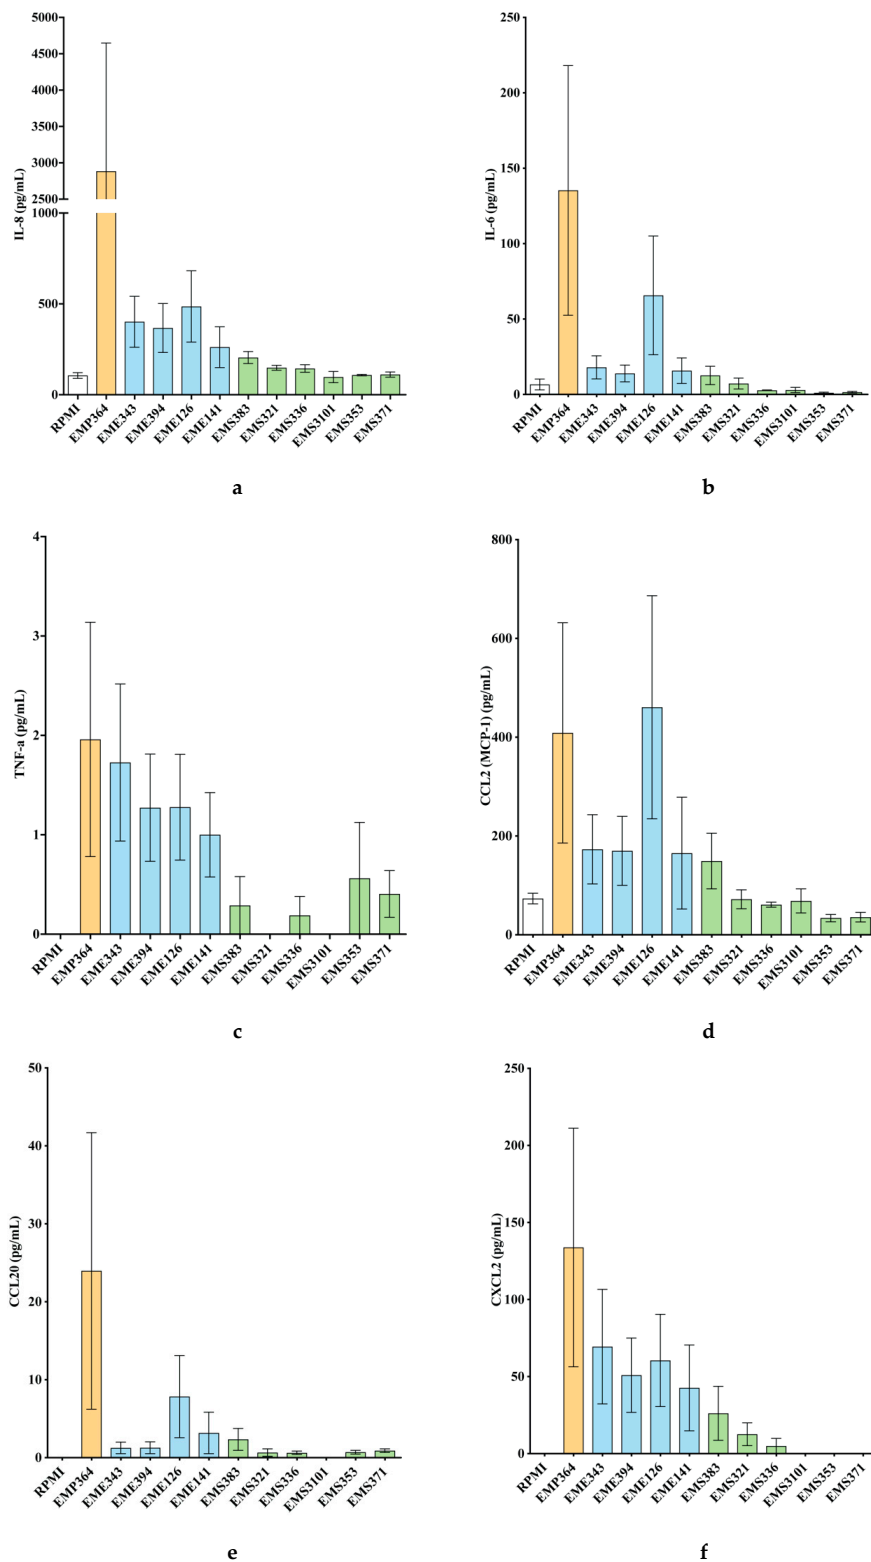 5000
4500
4000
3500
3000
2500
1000
500
0
IL-8 (pg/mL)
RPMI
EMP364
EME343
EME394
EME126
EME141
EMS383
EMS321
EMS336
EMS3101
EMS353
EMS371
a
250
200
150
100
50
0
IL-6 (pg/mL)
RPMI
EMP364
EME343
EME394
EME126
EME141
EMS383
EMS321
EMS336
EMS3101
EMS353
EMS371
b
4
3
2
1
0
TNF-a (pg/mL)
RPMI
EMP364
EME343
EME394
EME126
EME141
EMS383
EMS321
EMS336
EMS3101
EMS353
EMS371
c
800
600
400
200
0
CCL2 (MCP-1) (pg/mL)
RPMI
EMP364
EME343
EME394
EME126
EME141
EMS383
EMS321
EMS336
EMS3101
EMS353
EMS371
d
50
40
30
20
10
0
CCL20 (pg/mL)
RPMI
EMP364
EME343
EME394
EME126
EME141
EMS383
EMS321
EMS336
EMS3101
EMS353
EMS371
e
250
200
150
100
50
0
CXCL2 (pg/mL)
RPMI
EMP364
EME343
EME394
EME126
EME141
EMS383
EMS321
EMS336
EMS3101
EMS353
EMS371
f